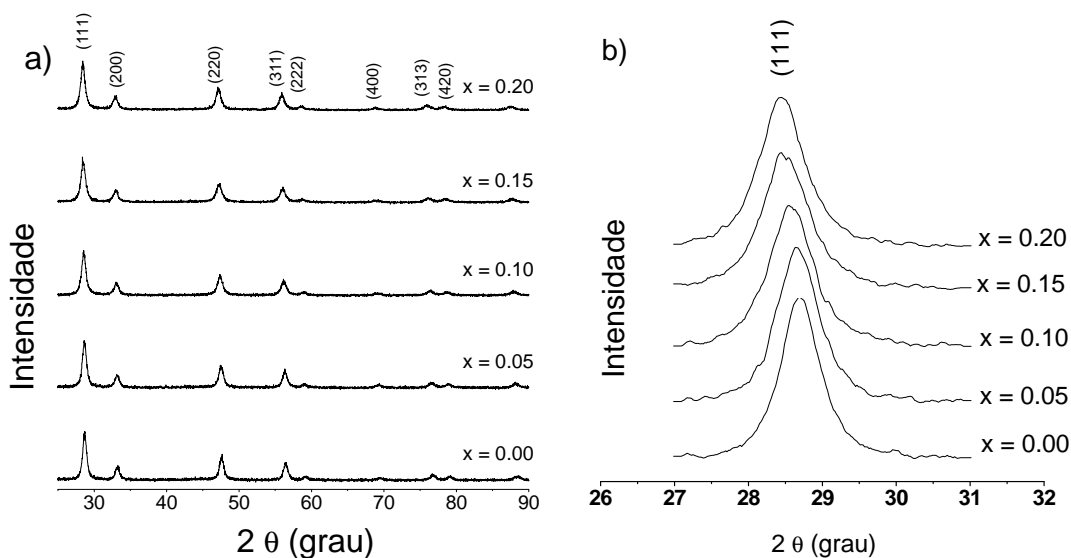 a)
(111)
(200)
(220)
(311)
(222)
(400)
(313)
(420)
x = 0.20
x = 0.15
x = 0.10
x = 0.05
x = 0.00
Intensidade
30 40 50 60 70 80 90
2 θ (grau)
b)
(111)
x = 0.20
x = 0.15
x = 0.10
x = 0.05
x = 0.00
Intensidade
26 27 28 29 30 31 32
2 θ (grau)